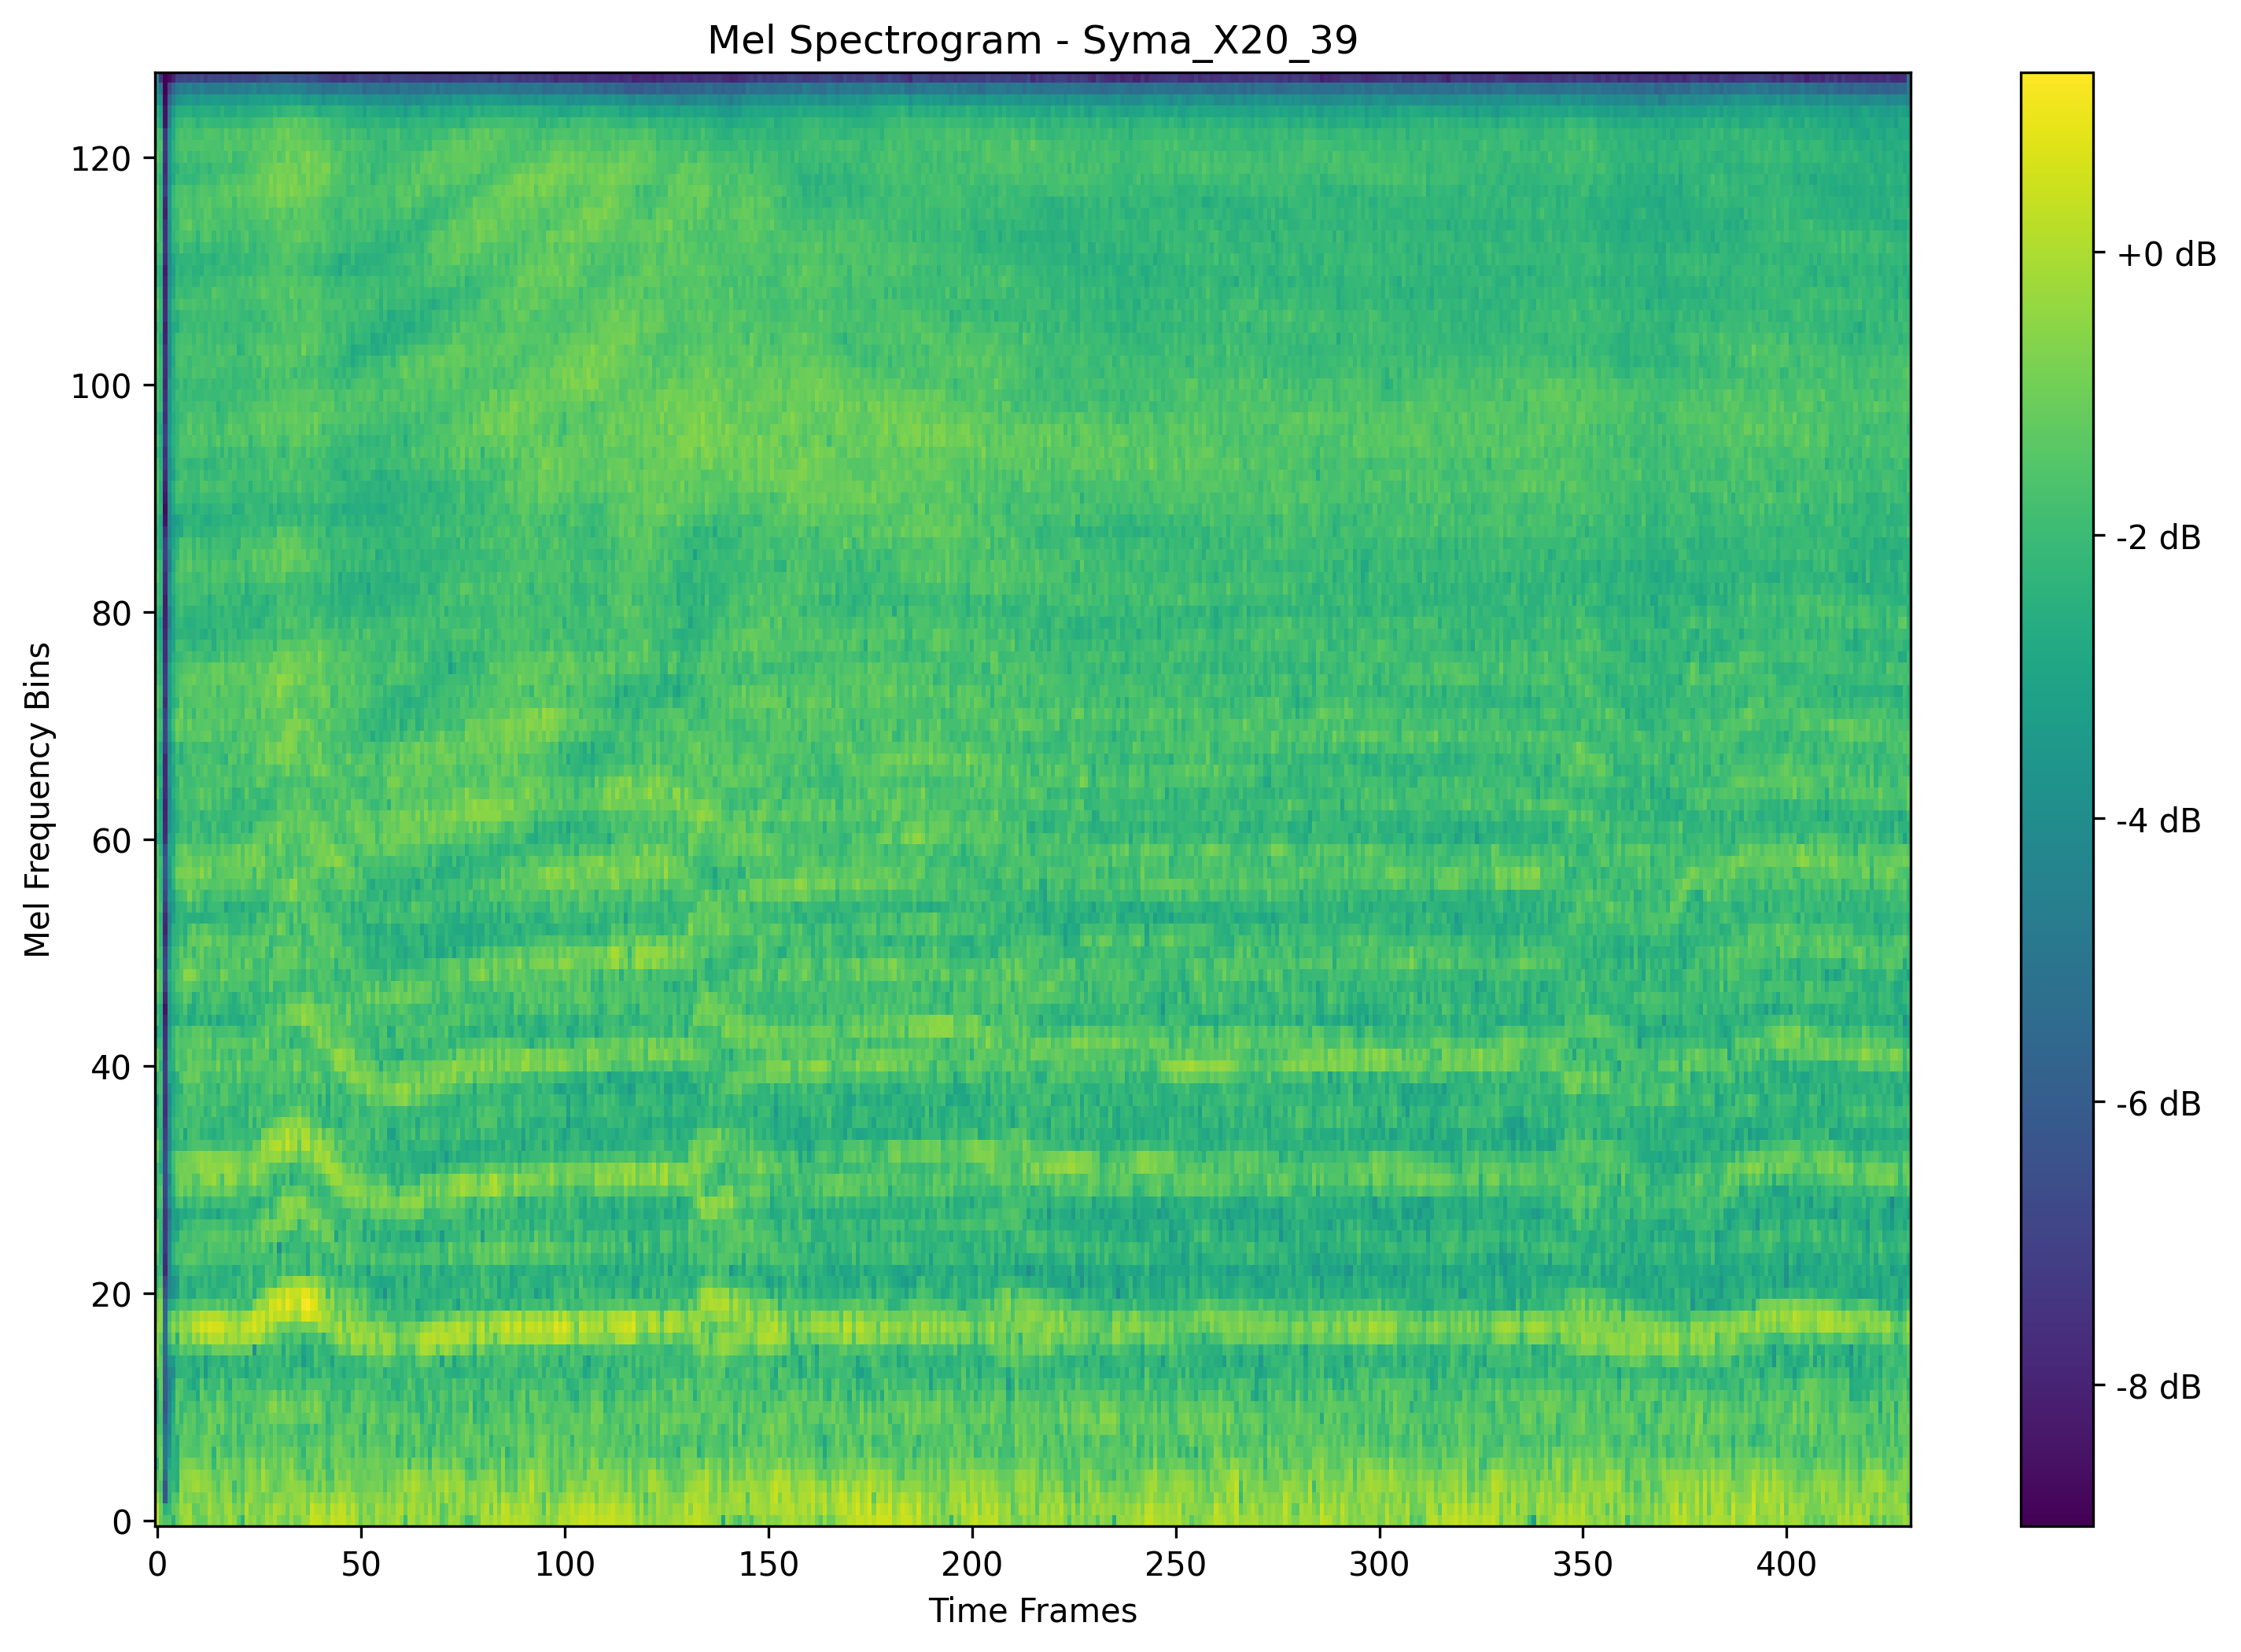 Mel Spectrogram - Syma_X20_39
Mel Frequency Bins
120
100
80
60
40
20
0
0 50 100 150 200 250 300 350 400
Time Frames
+0 dB
-2 dB
-4 dB
-6 dB
-8 dB